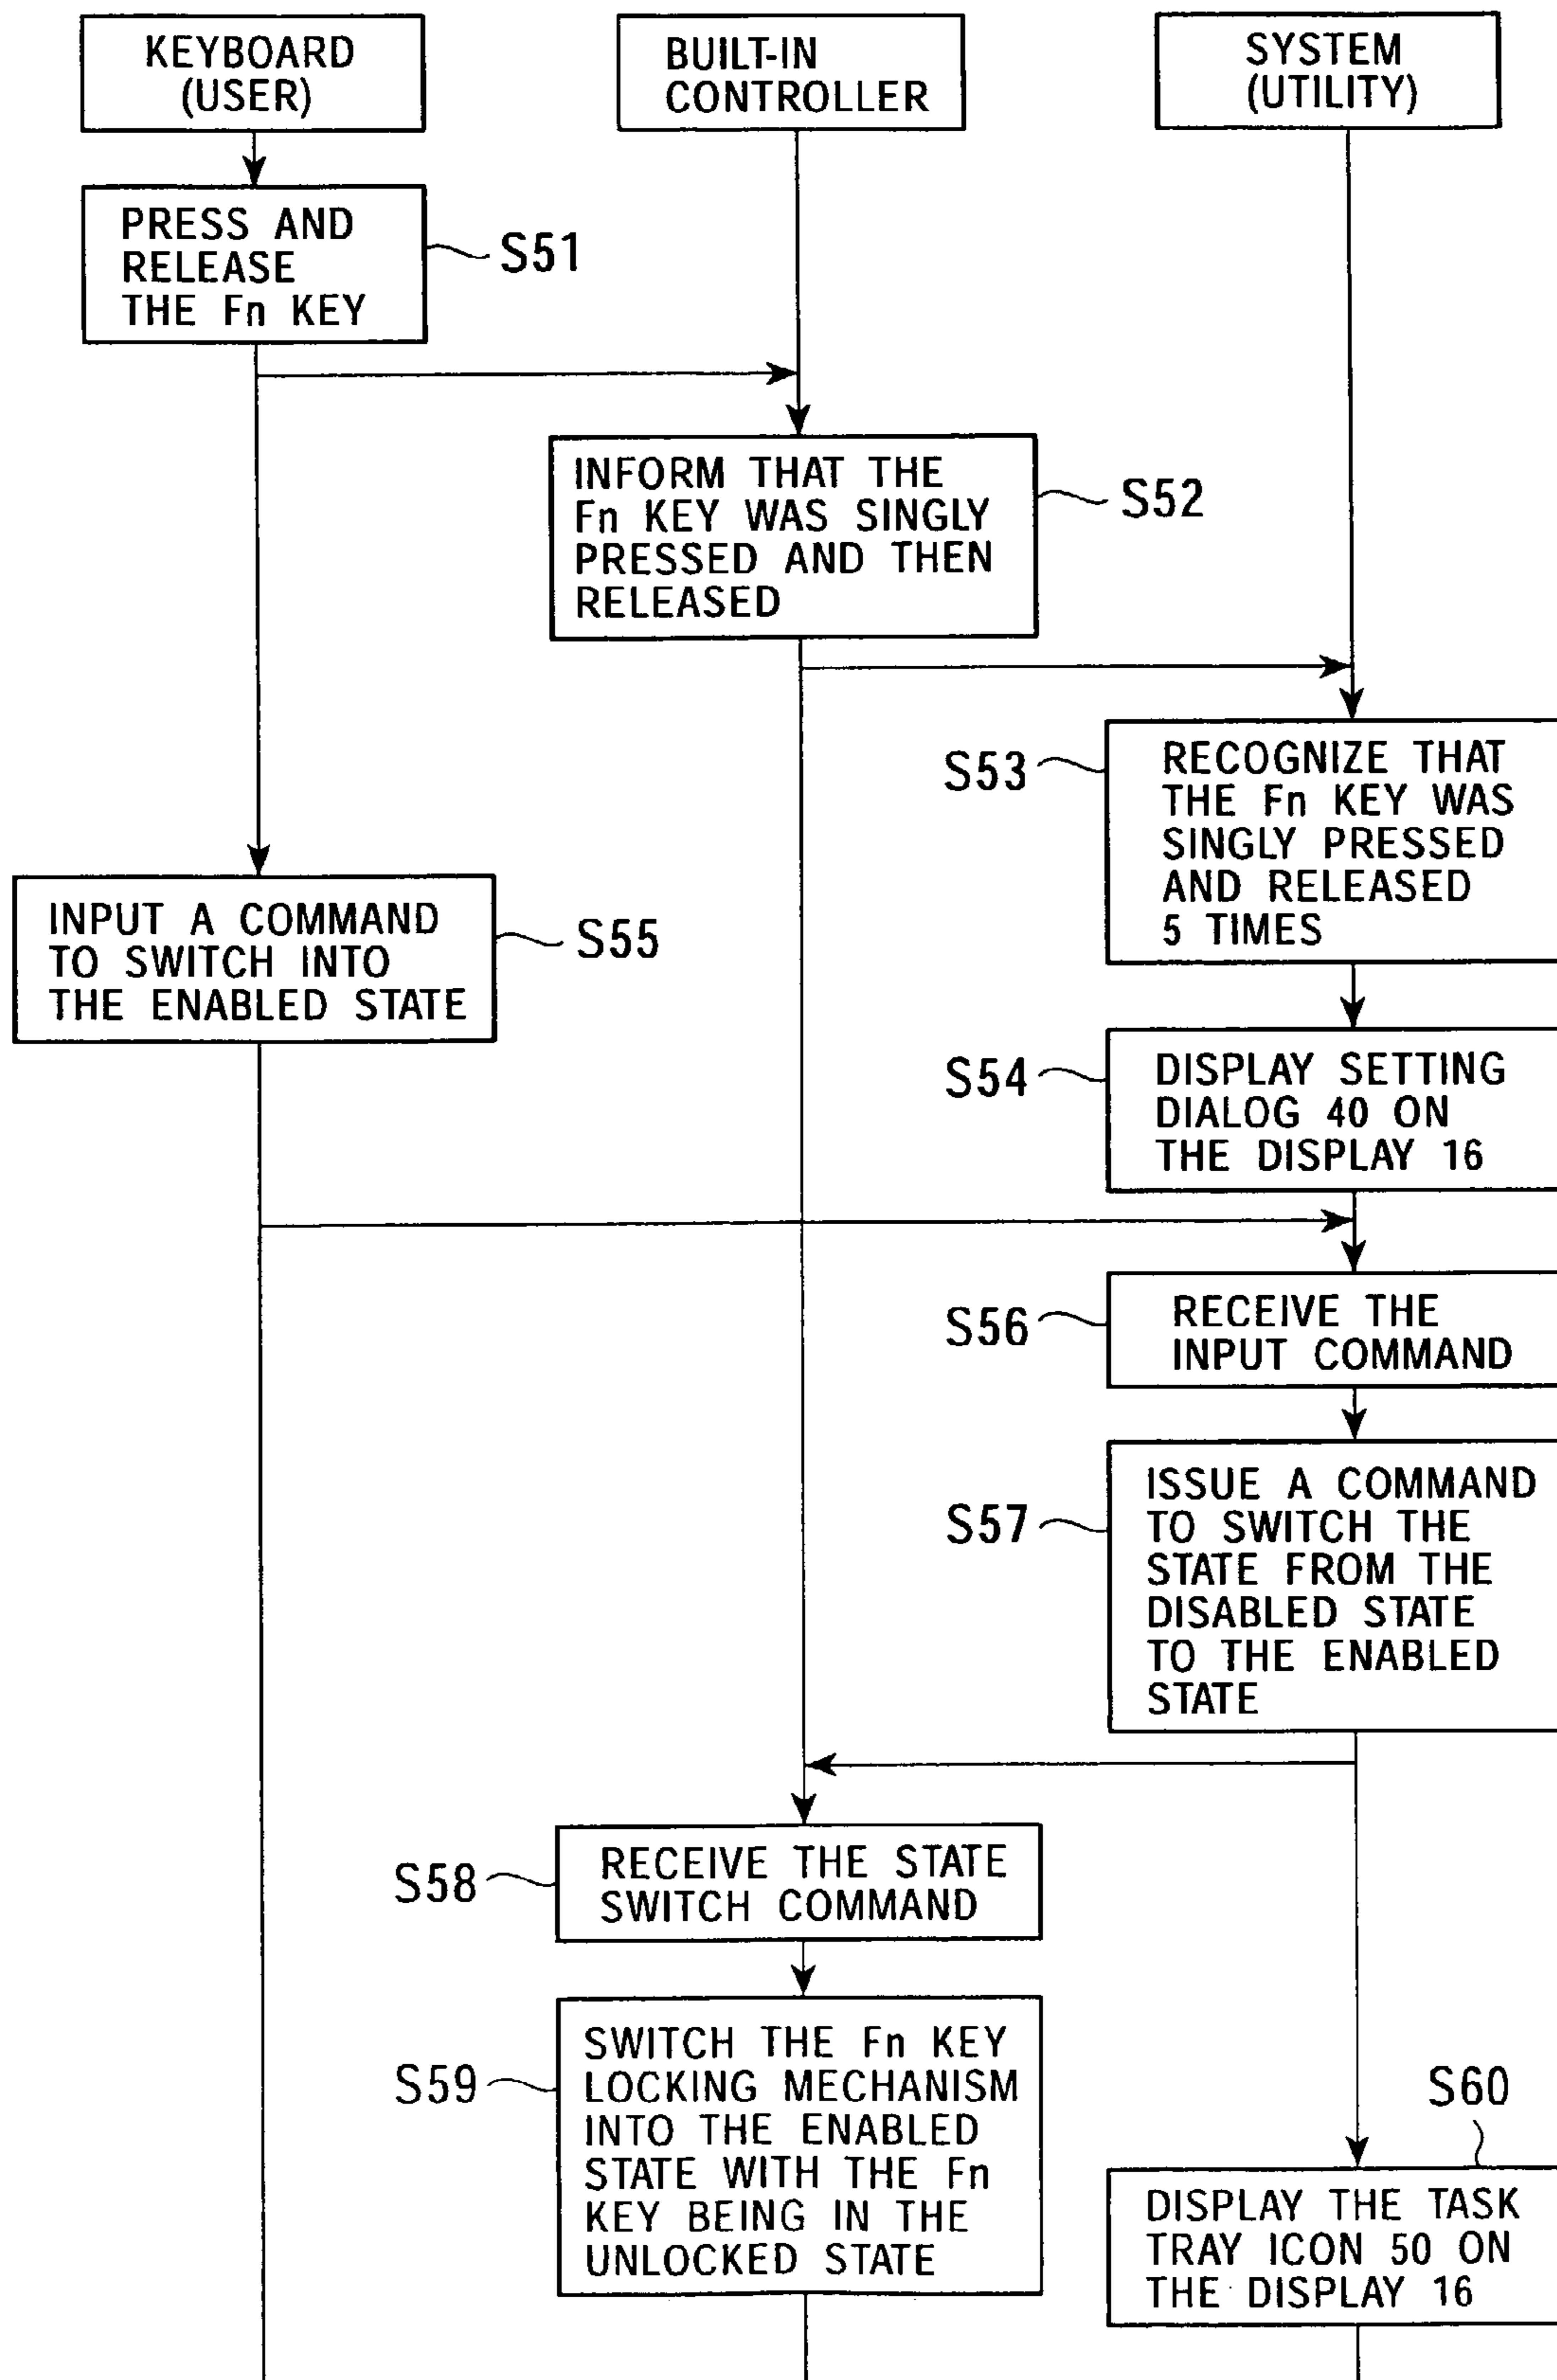 KEYBOARD
(USER)
BUILT-IN
CONTROLLER
SYSTEM
(UTILITY)
PRESS AND
RELEASE
THE Fn KEY
S51
INFORM THAT THE
Fn KEY WAS SINGLY
PRESSED AND THEN
RELEASED
S52
S53
RECOGNIZE THAT
THE Fn KEY WAS
SINGLY PRESSED
AND RELEASED
5 TIMES
INPUT A COMMAND
TO SWITCH INTO
THE ENABLED STATE
S55
S54
DISPLAY SETTING
DIALOG 40 ON
THE DISPLAY 16
S56
RECEIVE THE
INPUT COMMAND
S57
ISSUE A COMMAND
TO SWITCH THE
STATE FROM THE
DISABLED STATE
TO THE ENABLED
STATE
S58
RECEIVE THE STATE
SWITCH COMMAND
S59
SWITCH THE Fn KEY
LOCKING MECHANISM
INTO THE ENABLED
STATE WITH THE Fn
KEY BEING IN THE
UNLOCKED STATE
S60
DISPLAY THE TASK
TRAY ICON 50 ON
THE DISPLAY 16